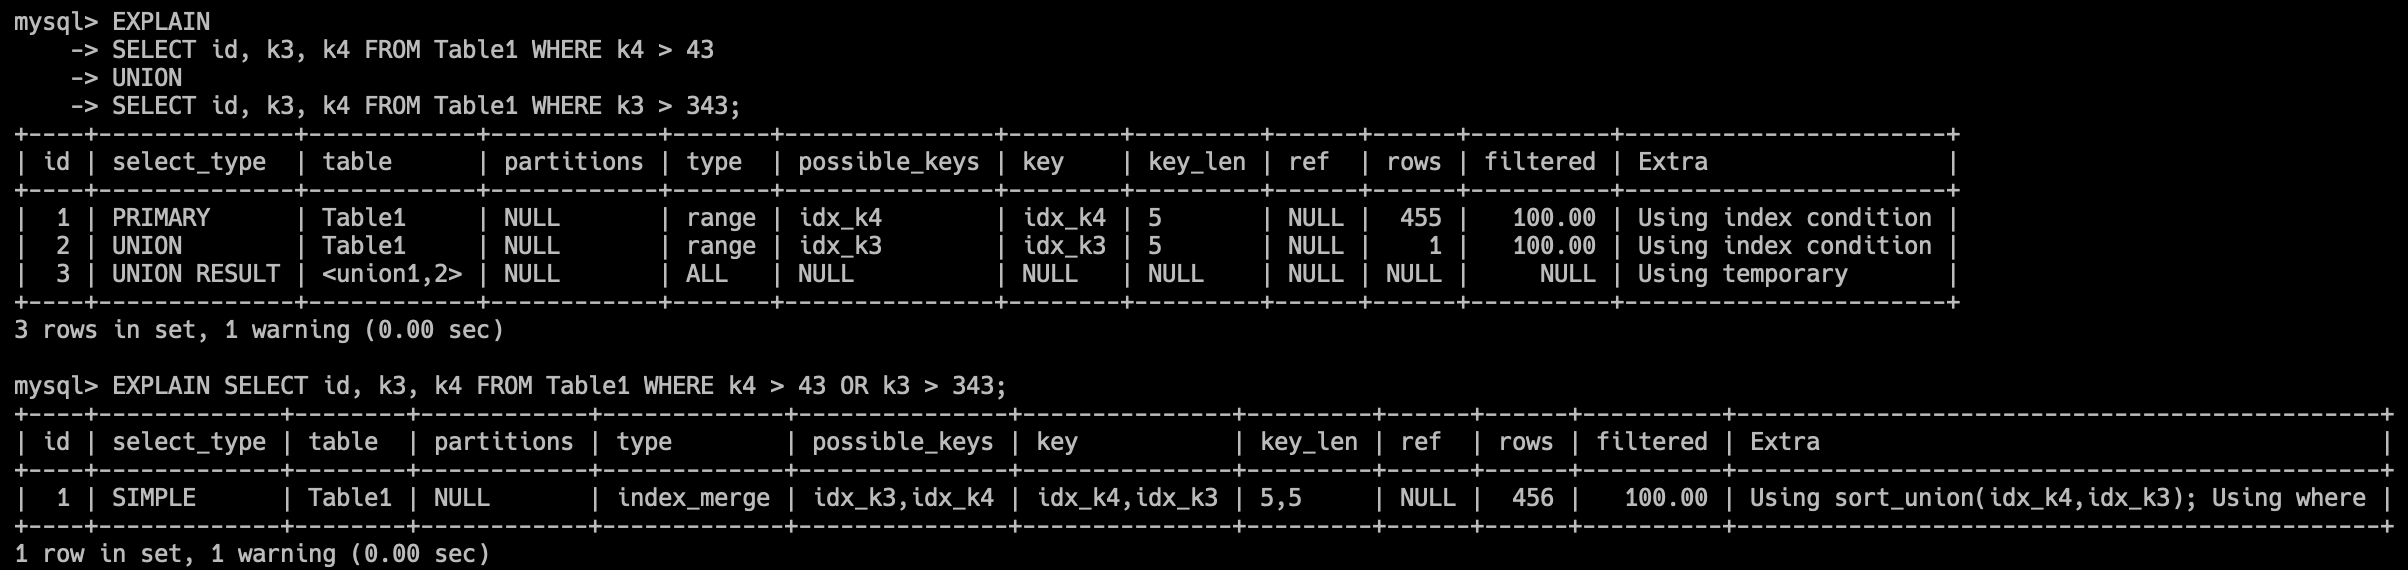 mysql> EXPLAIN
    -> SELECT id, k3, k4 FROM Table1 WHERE k4 > 43
    -> UNION
    -> SELECT id, k3, k4 FROM Table1 WHERE k3 > 343;
+----+--------------+------------+------------+-------+---------------+--------+---------+------+------+----------+-----------------------+
| id | select_type  | table      | partitions | type  | possible_keys | key    | key_len | ref  | rows | filtered | Extra                 |
+----+--------------+------------+------------+-------+---------------+--------+---------+------+------+----------+-----------------------+
|  1 | PRIMARY      | Table1     | NULL       | range | idx_k4        | idx_k4 | 5       | NULL |  455 |   100.00 | Using index condition |
|  2 | UNION        | Table1     | NULL       | range | idx_k3        | idx_k3 | 5       | NULL |    1 |   100.00 | Using index condition |
|  3 | UNION RESULT | <union1,2> | NULL       | ALL   | NULL          | NULL   | NULL    | NULL | NULL |     NULL | Using temporary       |
+----+--------------+------------+------------+-------+---------------+--------+---------+------+------+----------+-----------------------+
3 rows in set, 1 warning (0.00 sec)

mysql> EXPLAIN SELECT id, k3, k4 FROM Table1 WHERE k4 > 43 OR k3 > 343;
+----+-------------+--------+------------+-------------+---------------+---------------+---------+------+------+----------+----------------------------------------------+
| id | select_type | table  | partitions | type        | possible_keys | key           | key_len | ref  | rows | filtered | Extra                                        |
+----+-------------+--------+------------+-------------+---------------+---------------+---------+------+------+----------+----------------------------------------------+
|  1 | SIMPLE      | Table1 | NULL       | index_merge | idx_k3,idx_k4 | idx_k4,idx_k3 | 5,5     | NULL |  456 |   100.00 | Using sort_union(idx_k4,idx_k3); Using where |
+----+-------------+--------+------------+-------------+---------------+---------------+---------+------+------+----------+----------------------------------------------+
1 row in set, 1 warning (0.00 sec)